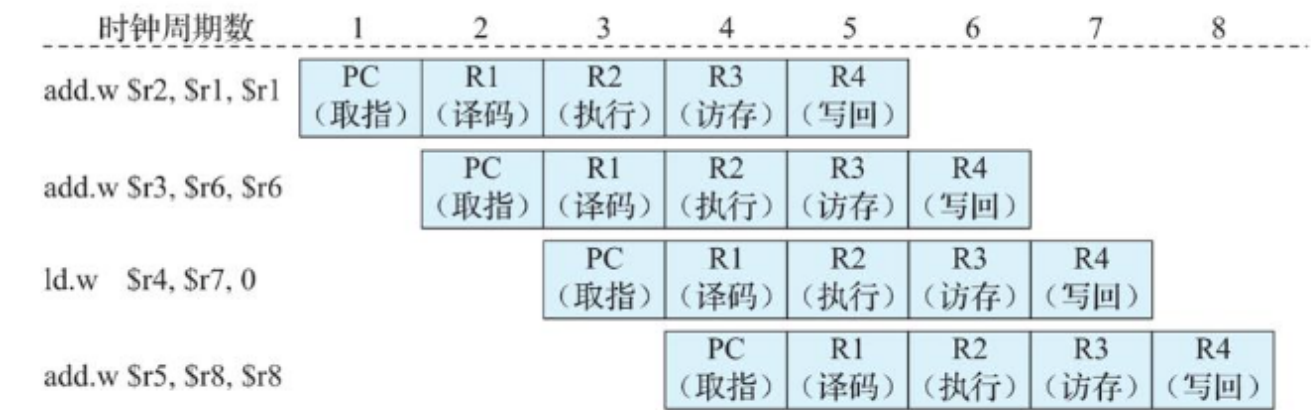 时钟周期数 1 2 3 4 5 6 7 8
add.w $r2, $r1, $r1 PC R1 R2 R3 R4
(取指) (译码) (执行) (访存) (写回)
add.w $r3, $r6, $r6 PC R1 R2 R3 R4
(取指) (译码) (执行) (访存) (写回)
ld.w $r4, $r7, 0 PC R1 R2 R3 R4
(取指) (译码) (执行) (访存) (写回)
add.w $r5, $r8, $r8 PC R1 R2 R3 R4
(取指) (译码) (执行) (访存) (写回)